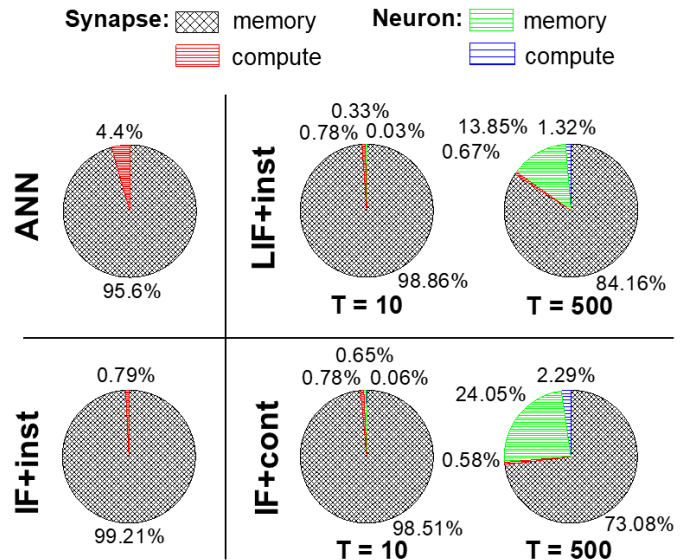 Synapse: memory Neuron: memory
compute compute
ANN
4.4%
95.6%
LIF+inst
0.33%
0.78% 0.03%
98.86%
T = 10
13.85% 1.32%
0.67%
84.16%
T = 500
IF+inst
0.79%
99.21%
IF+cont
0.65%
0.78% 0.06%
98.51%
T = 10
2.29%
24.05%
0.58%
73.08%
T = 500